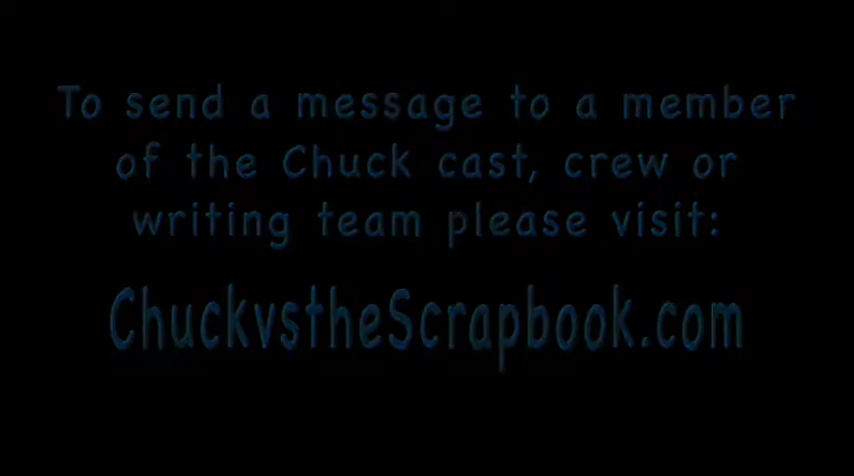 To send a message to a member
of the Chuck cast, crew or
writing team please visit:
ChuckvstheScrapbook.com